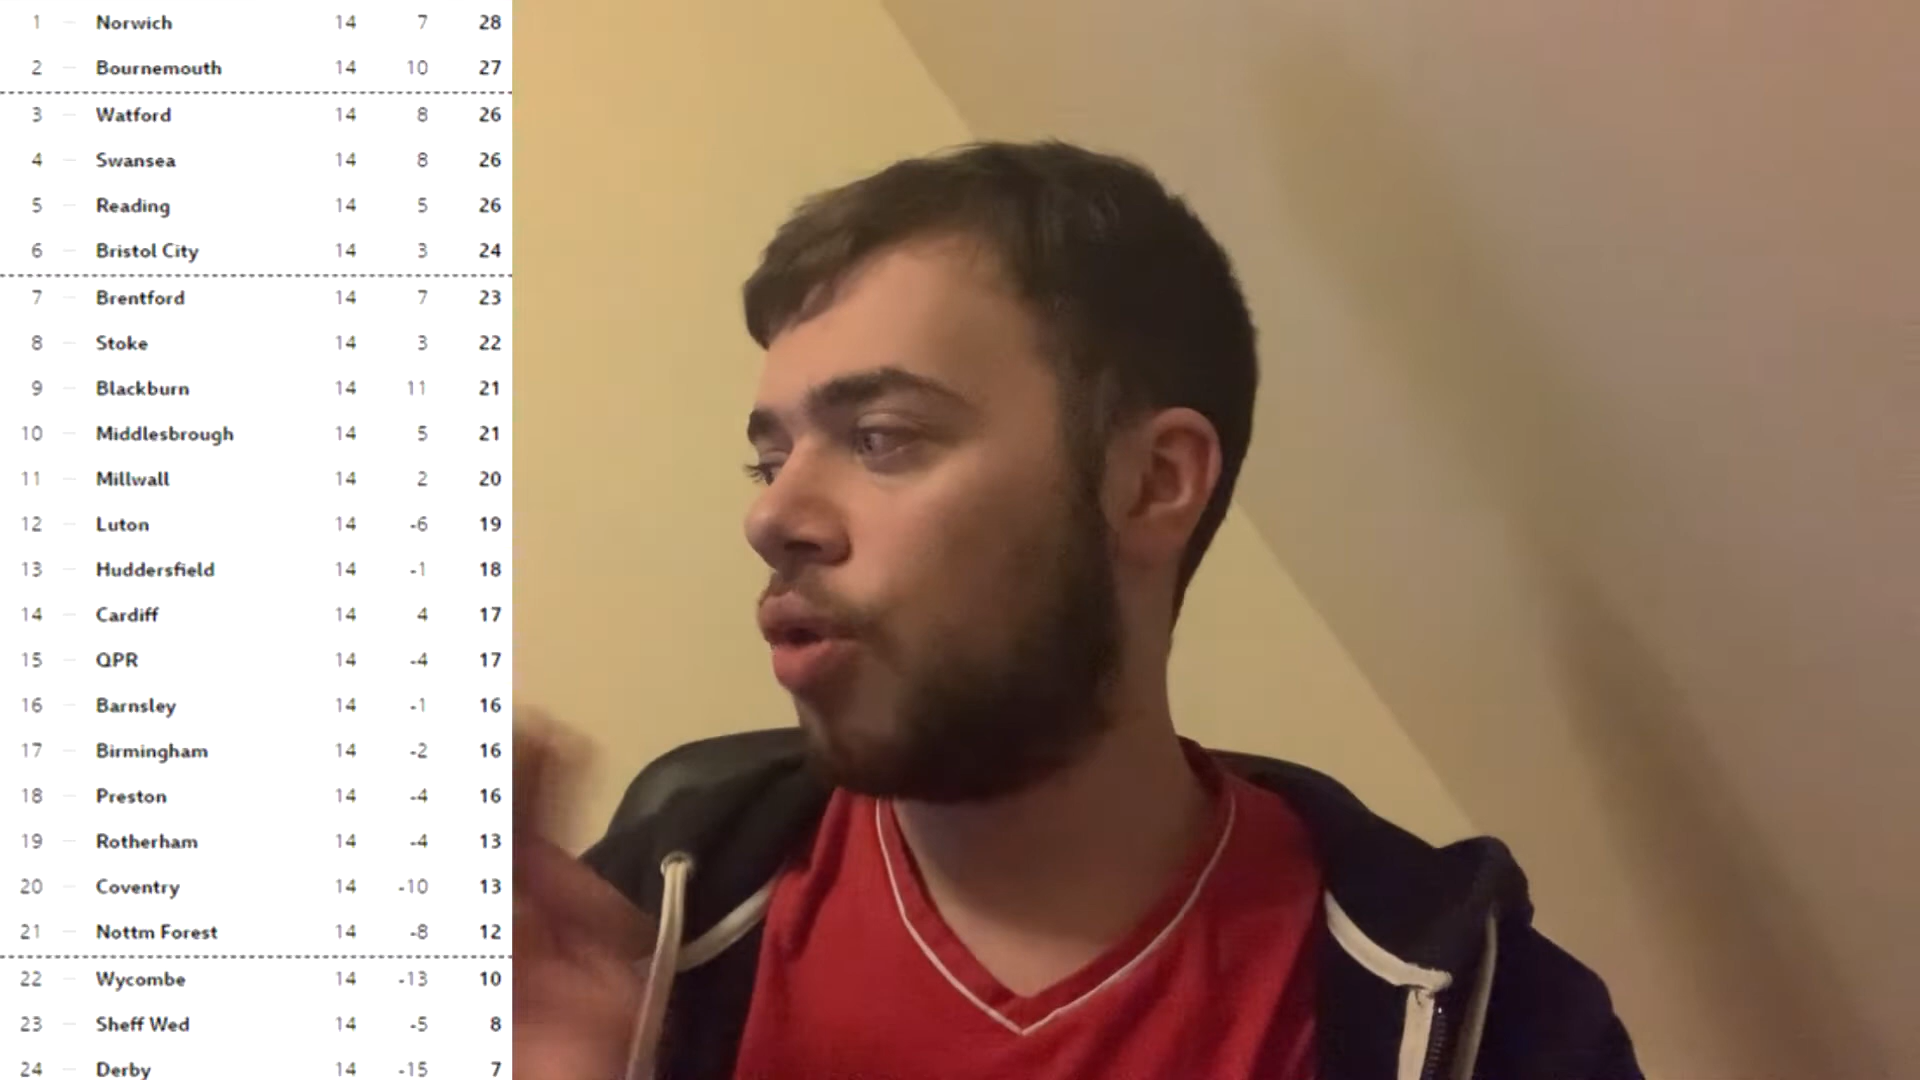 1 — Norwich 14 7 28
2 — Bournemouth 14 10 27
3 — Watford 14 8 26
4 — Swansea 14 8 26
5 — Reading 14 5 26
6 — Bristol City 14 3 24
7 — Brentford 14 7 23
8 — Stoke 14 3 22
9 — Blackburn 14 11 21
10 — Middlesbrough 14 5 21
11 — Millwall 14 2 20
12 — Luton 14 -6 19
13 — Huddersfield 14 -1 18
14 — Cardiff 14 4 17
15 — QPR 14 -4 17
16 — Barnsley 14 -1 16
17 — Birmingham 14 -2 16
18 — Preston 14 -4 16
19 — Rotherham 14 -4 13
20 — Coventry 14 -10 13
21 — Nottm Forest 14 -8 12
22 — Wycombe 14 -13 10
23 — Sheff Wed 14 -5 8
24 — Derby 14 -15 7